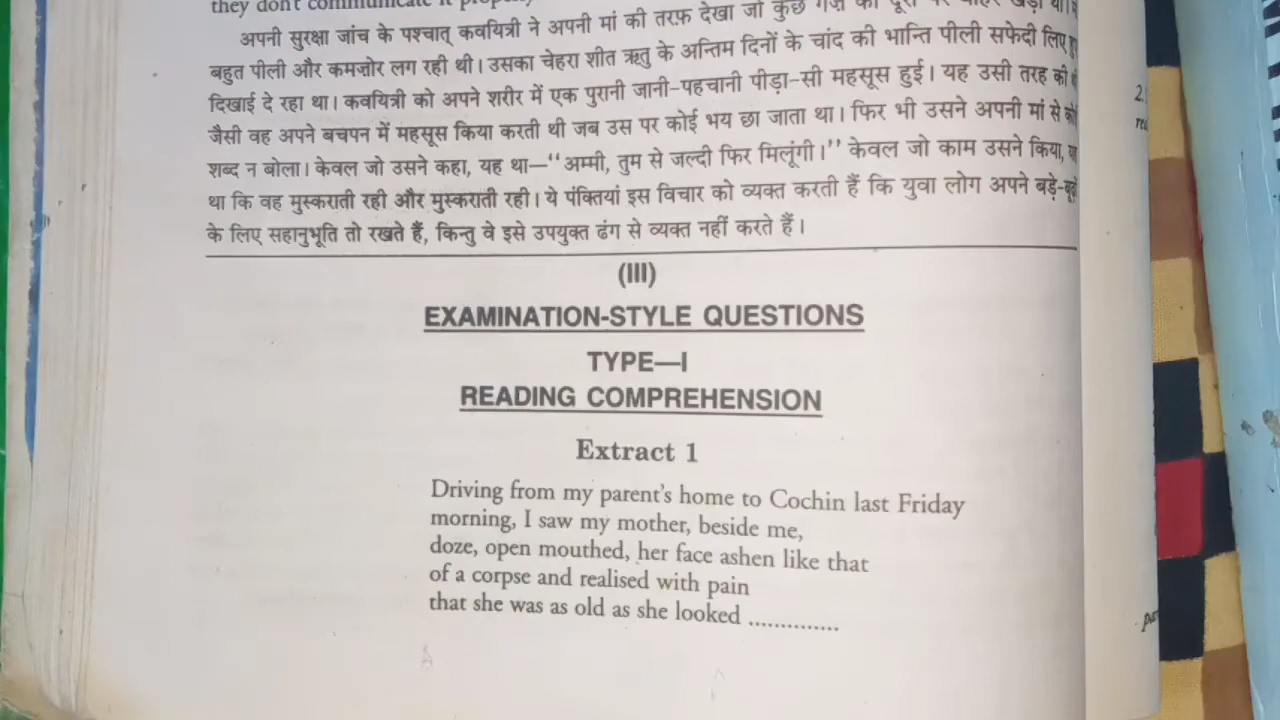 they don't communicate it
अपनी सुरक्षा जांच के पश्चात् कवयित्री ने अपनी मां की तरफ़ देखा जो कुछ गज़ की दूरी पर
बहुत पीली और कमज़ोर लग रही थी। उसका चेहरा शीत ऋतु के अन्तिम दिनों के चांद की भान्ति पीली सफेदी लिए
दिखाई दे रहा था। कवयित्री को अपने शरीर में एक पुरानी जानी-पहचानी पीड़ा-सी महसूस हुई। यह उसी तरह की
जैसी वह अपने बचपन में महसूस किया करती थी जब उस पर कोई भय छा जाता था। फिर भी उसने अपनी मां से
शब्द न बोला। केवल जो उसने कहा, यह था—“अम्मी, तुम से जल्दी फिर मिलूंगी।” केवल जो काम उसने किया,
था कि वह मुस्कराती रही और मुस्कराती रही। ये पंक्तियां इस विचार को व्यक्त करती हैं कि युवा लोग अपने बड़े-बूढ़ों
के लिए सहानुभूति तो रखते हैं, किन्तु वे इसे उपयुक्त ढंग से व्यक्त नहीं करते हैं।
(III)
EXAMINATION-STYLE QUESTIONS
TYPE—I
READING COMPREHENSION
Extract 1
Driving from my parent's home to Cochin last Friday
morning, I saw my mother, beside me,
doze, open mouthed, her face ashen like that
of a corpse and realised with pain
that she was as old as she looked ..............
2.